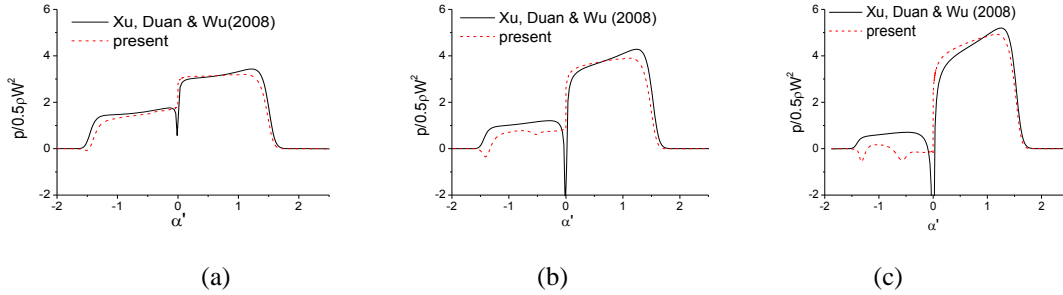 Xu, Duan & Wu(2008)
present
p/0.5ρW²
6
4
2
0
-2
-2 -1 0 1 2
α'
(a)
Xu, Duan & Wu (2008)
present
p/0.5ρW²
6
4
2
0
-2
-2 -1 0 1 2
α'
(b)
Xu, Duan & Wu (2008)
present
p/0.5ρW²
6
4
2
0
-2
-2 -1 0 1 2
α'
(c)